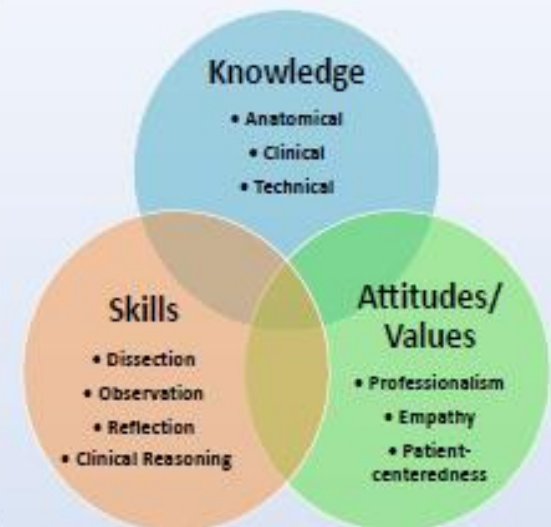 Knowledge
• Anatomical
• Clinical
• Technical
Skills
• Dissection
• Observation
• Reflection
• Clinical Reasoning
Attitudes/
Values
• Professionalism
• Empathy
• Patient-
centeredness